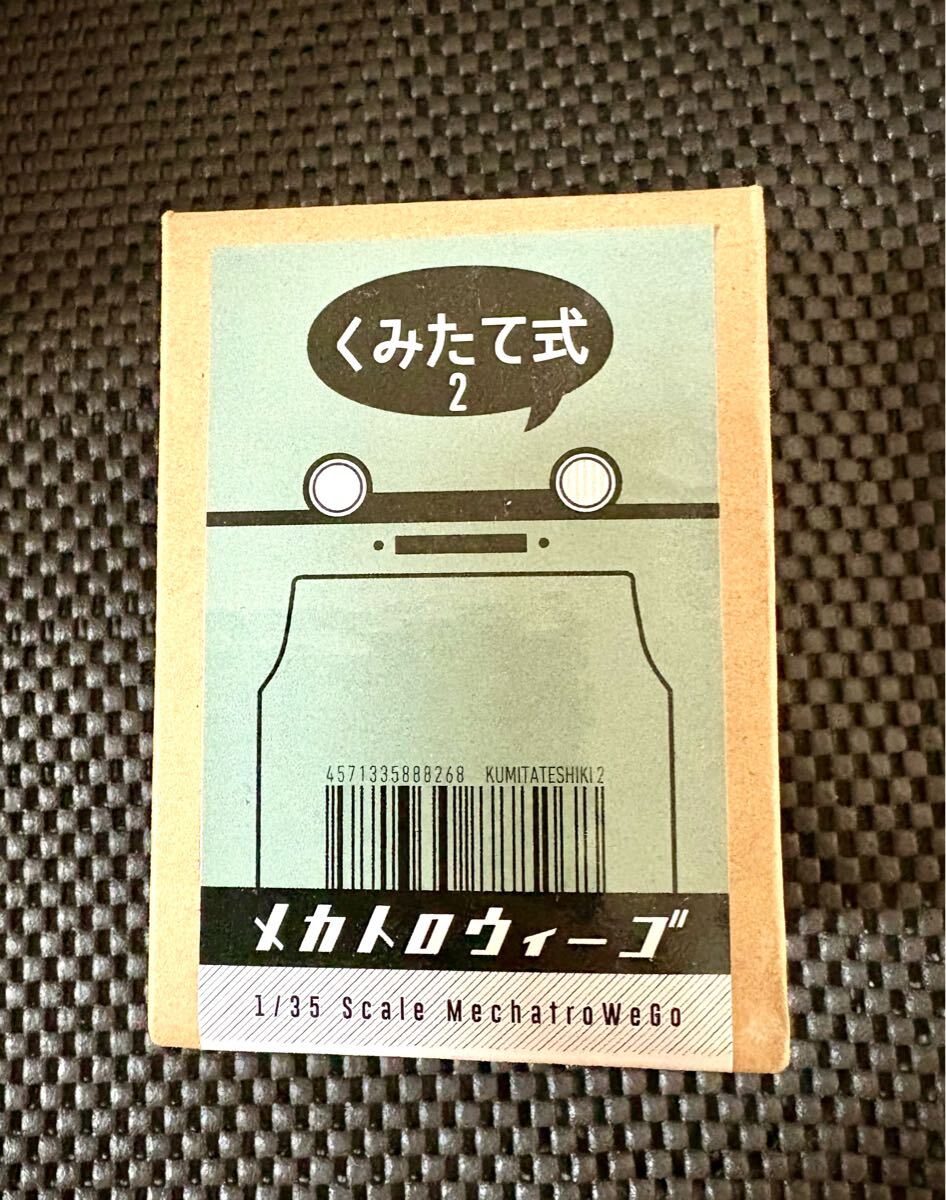 くみたて式
2
4571335888268 KUMITATESHIKI 2
メカトロウィーゴ
1/35 Scale MechatroWeGo